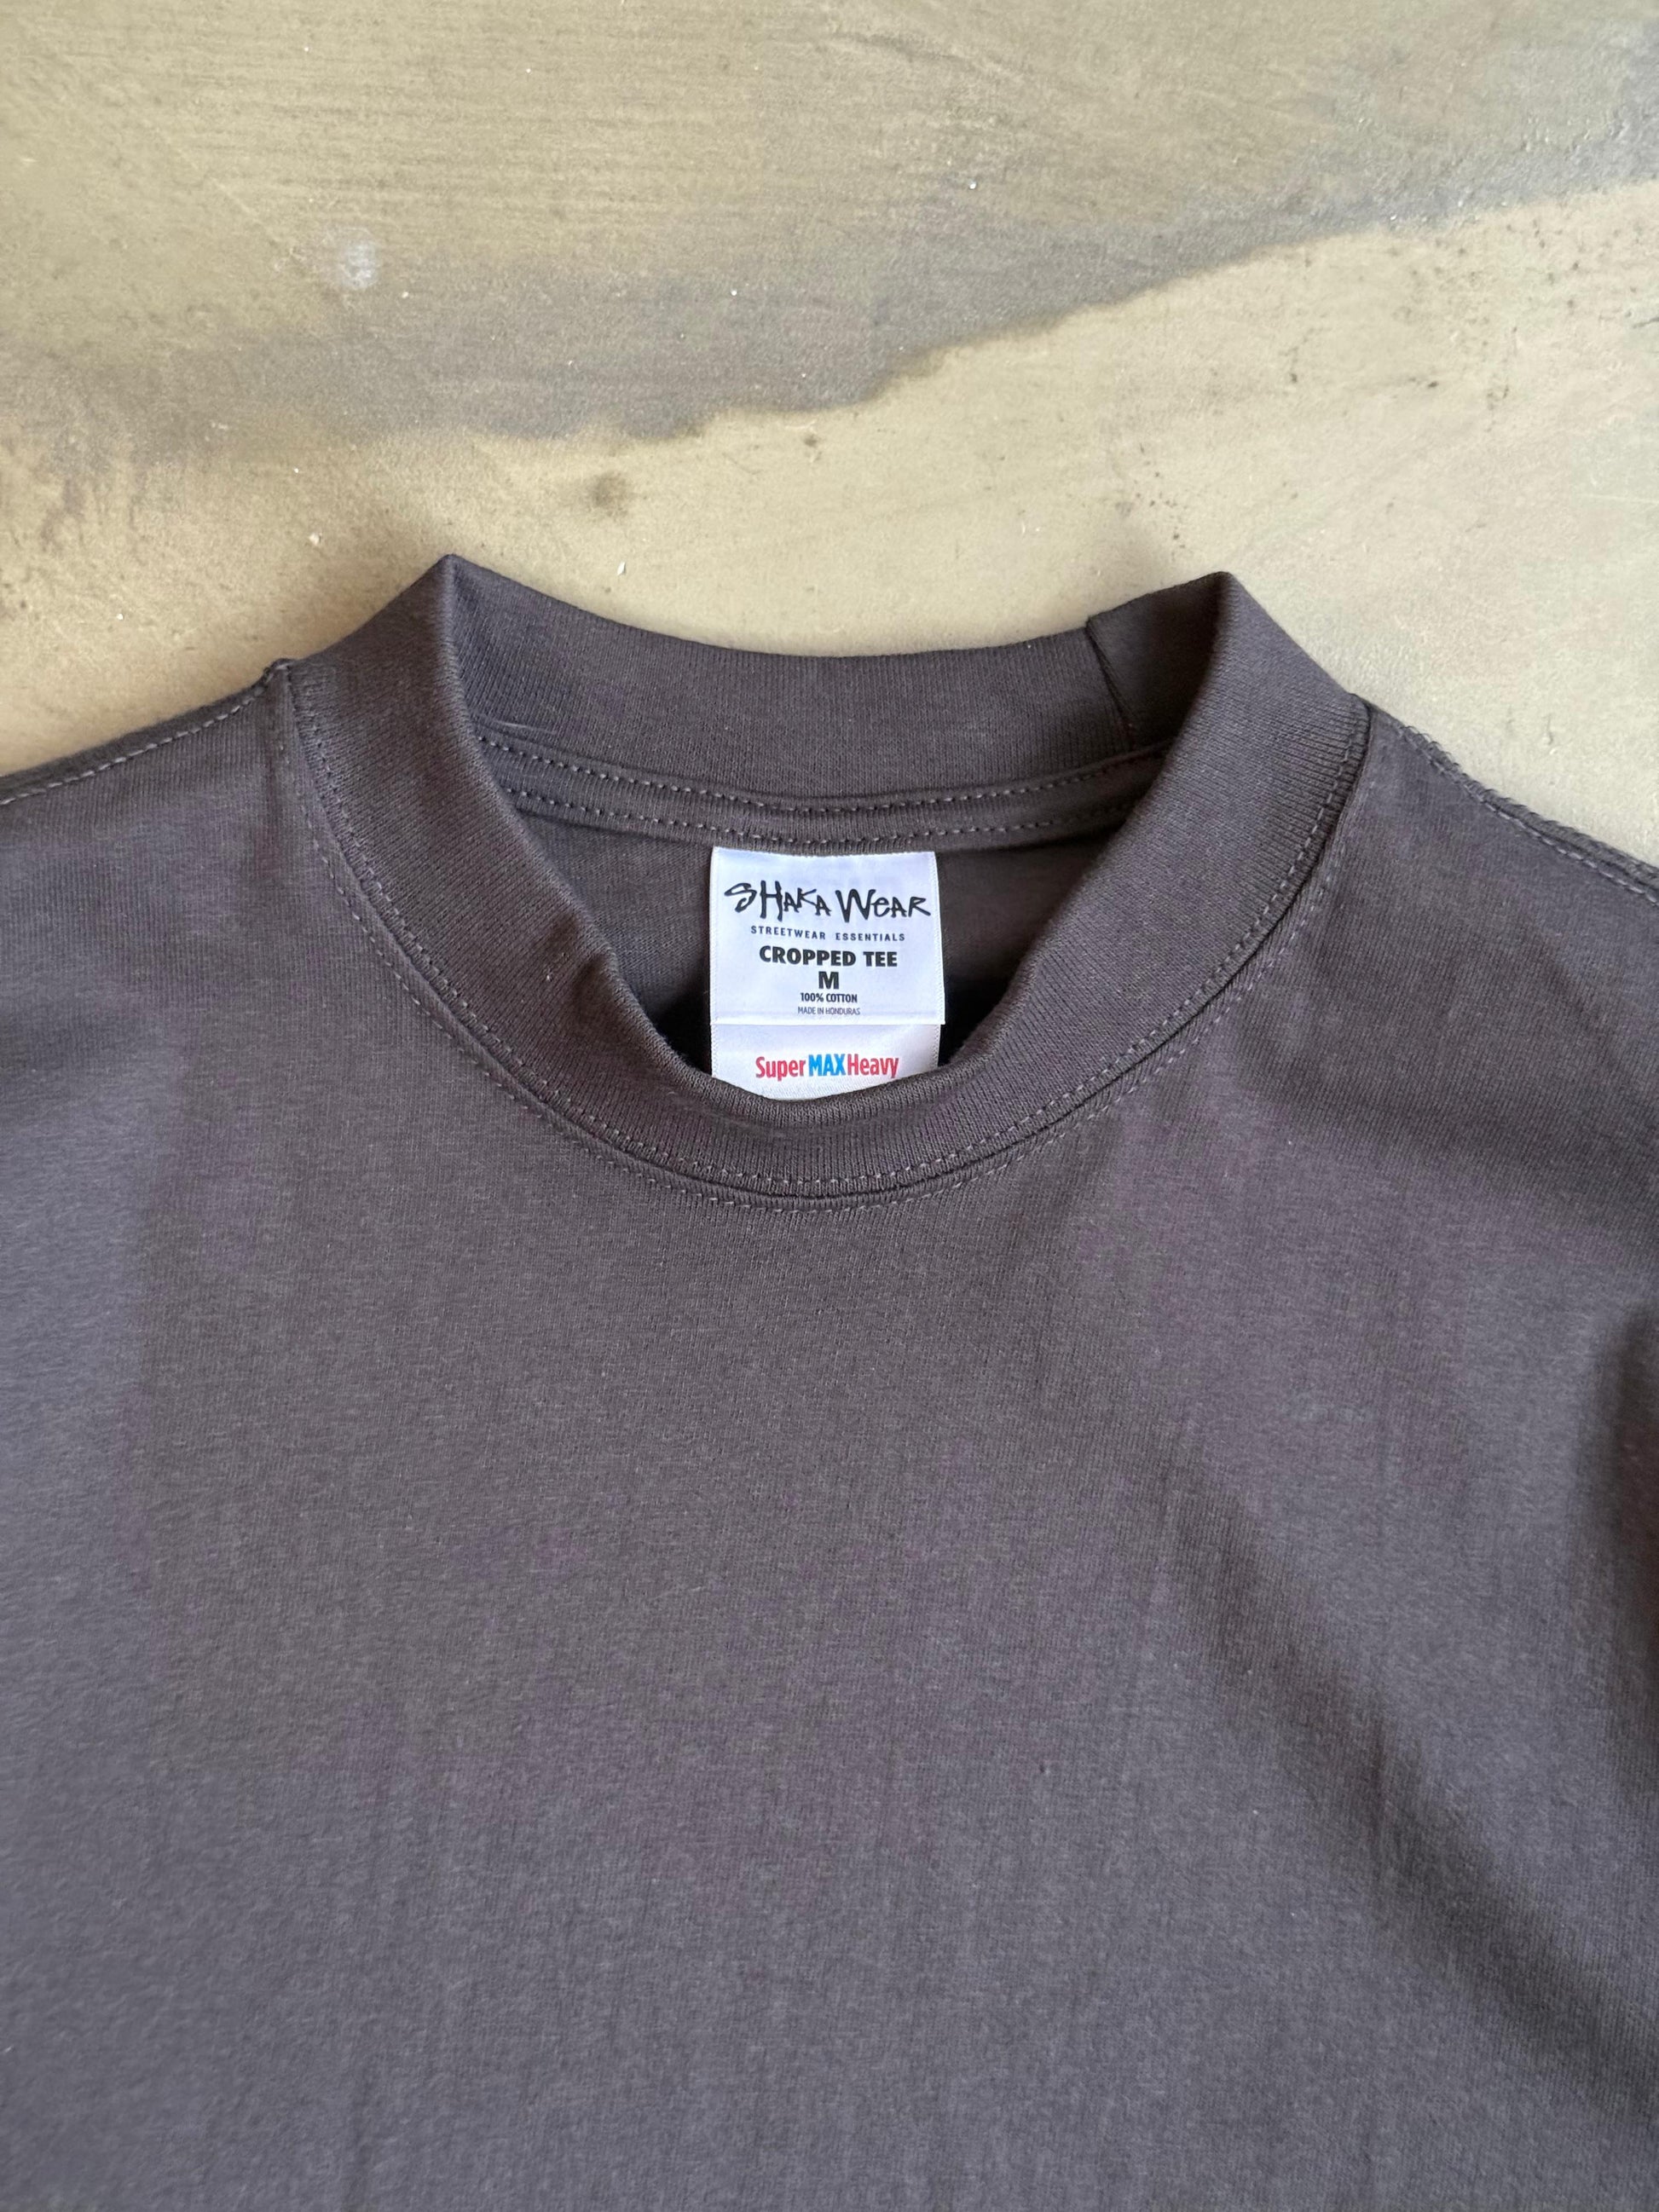 SHAKA WEAR
STREETWEAR ESSENTIALS
CROPPED TEE
M
100% COTTON
MADE IN HONDURAS
SuperMAXHeavy